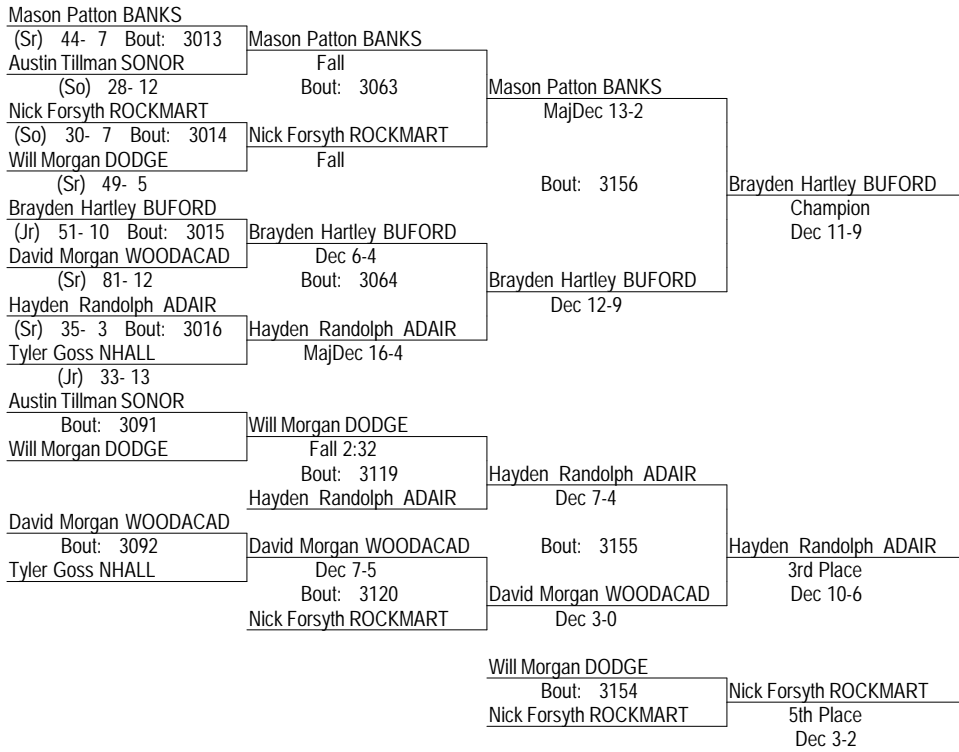 Mason Patton BANKS
(Sr) 44- 7 Bout: 3013
Mason Patton BANKS
Austin Tillman SONOR
Fall
(So) 28- 12
Bout: 3063
Mason Patton BANKS
Nick Forsyth ROCKMART
MajDec 13-2
(So) 30- 7 Bout: 3014
Nick Forsyth ROCKMART
Will Morgan DODGE
Fall
(Sr) 49- 5
Bout: 3156
Brayden Hartley BUFORD
Brayden Hartley BUFORD
Champion
(Jr) 51- 10 Bout: 3015
Brayden Hartley BUFORD
Dec 11-9
David Morgan WOODACAD
Dec 6-4
(Sr) 81- 12
Bout: 3064
Brayden Hartley BUFORD
Hayden Randolph ADAIR
Dec 12-9
(Sr) 35- 3 Bout: 3016
Hayden Randolph ADAIR
Tyler Goss NHALL
MajDec 16-4
(Jr) 33- 13
Austin Tillman SONOR
Bout: 3091
Will Morgan DODGE
Will Morgan DODGE
Fall 2:32
Bout: 3119
Hayden Randolph ADAIR
Hayden Randolph ADAIR
Dec 7-4
David Morgan WOODACAD
Bout: 3092
David Morgan WOODACAD
Bout: 3155
Hayden Randolph ADAIR
Tyler Goss NHALL
Dec 7-5
3rd Place
Bout: 3120
David Morgan WOODACAD
Dec 10-6
Nick Forsyth ROCKMART
Dec 3-0
Will Morgan DODGE
Bout: 3154
Nick Forsyth ROCKMART
Nick Forsyth ROCKMART
5th Place
Dec 3-2